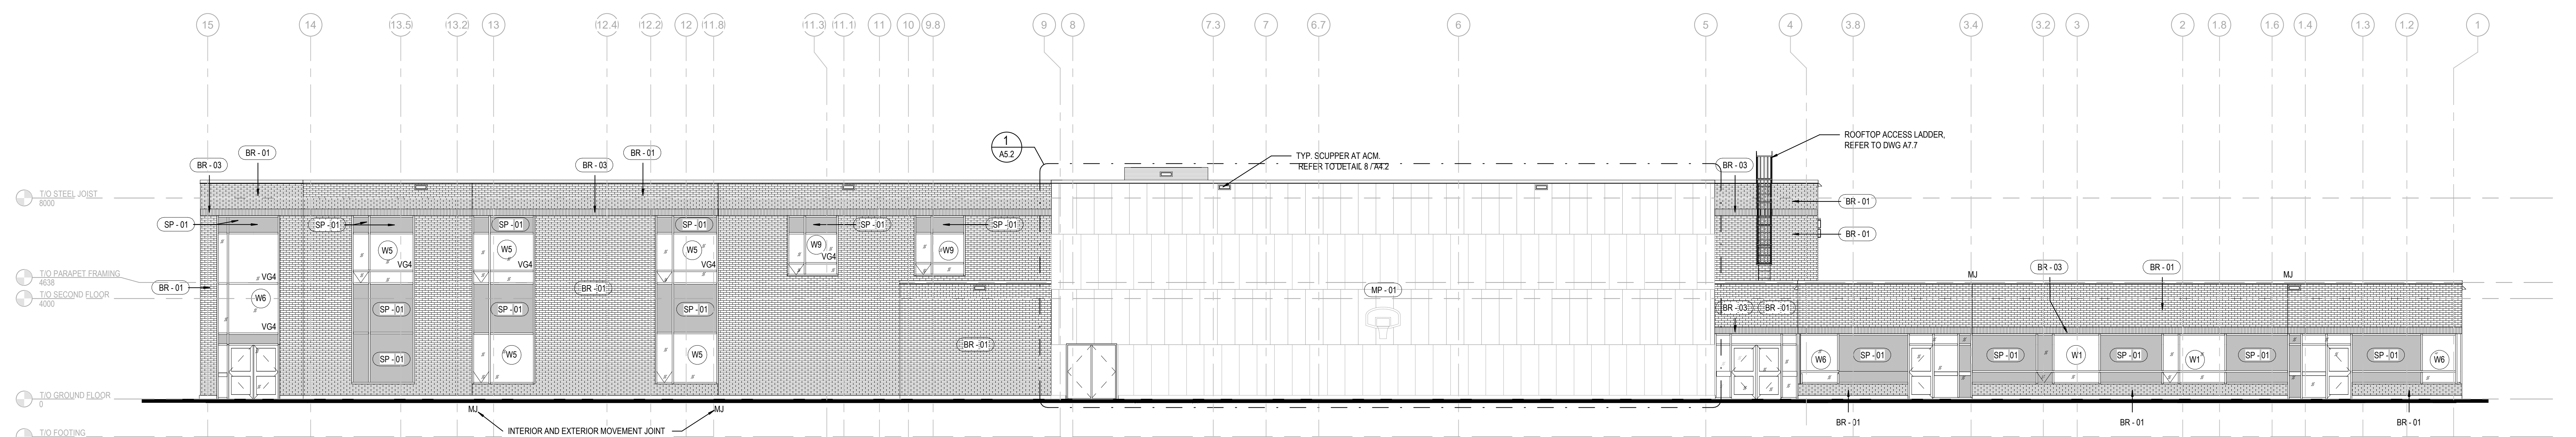 15 14 (13.5) (13.2) 13 (12.4) (12.2) 12 (11.8) (11.3) (11.1) 11 10 9.8 9 8 7.3 7 6.7 6 5 4 3.8 3.4 3.2 3 2 1.8 1.6 1.4 1.3 1.2 1
ROOFTOP ACCESS LADDER,
REFER TO DWG A7.7
1
A5.2
TYP. SCUPPER AT ACM.
REFER TO DETAIL 8 / A4.2
BR - 03
BR - 01
BR - 03
BR - 01
BR - 03
T/O STEEL JOIST
8000
BR - 01
SP - 01
SP - 01
SP - 01
SP - 01
SP - 01
SP - 01
BR - 01
W5
W5
W5
W9
W9
VG4
VG4
VG4
VG4
T/O PARAPET FRAMING
4638
VG4
BR - 01
BR - 01
MP - 01
MJ
BR - 03
BR - 01
MJ
T/O SECOND FLOOR
4000
W6
SP - 01
SP - 01
SP - 01
BR - 03
BR - 01
VG4
BR - 01
SP - 01
W5
W5
W6
SP - 01
SP - 01
W1
SP - 01
W1
SP - 01
SP - 01
W6
T/O GROUND FLOOR
0
MJ
MJ
BR - 01
BR - 01
BR - 01
INTERIOR AND EXTERIOR MOVEMENT JOINT
T/O FOOTING